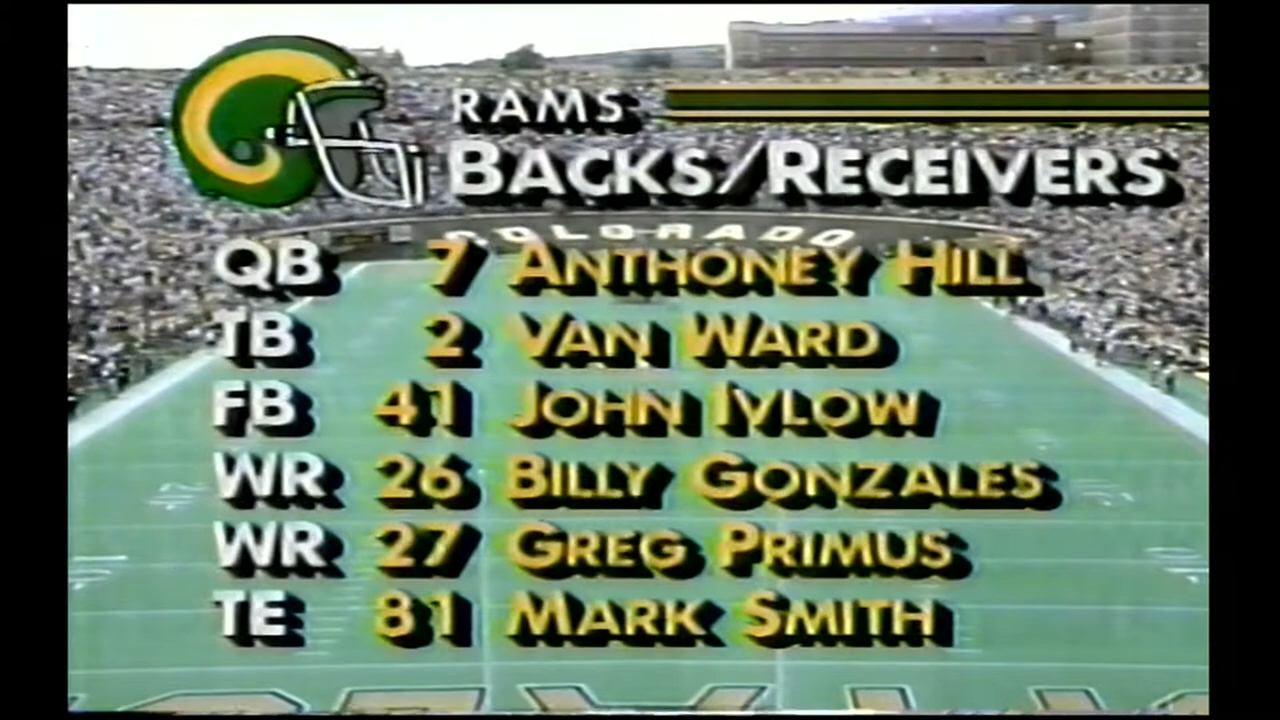 RAMS
BACKS/RECEIVERS
COLORADO
QB 7 ANTHONEY HILL
TB 2 VAN WARD
FB 41 JOHN IVLOW
WR 26 BILLY GONZALES
WR 27 GREG PRIMUS
TE 81 MARK SMITH